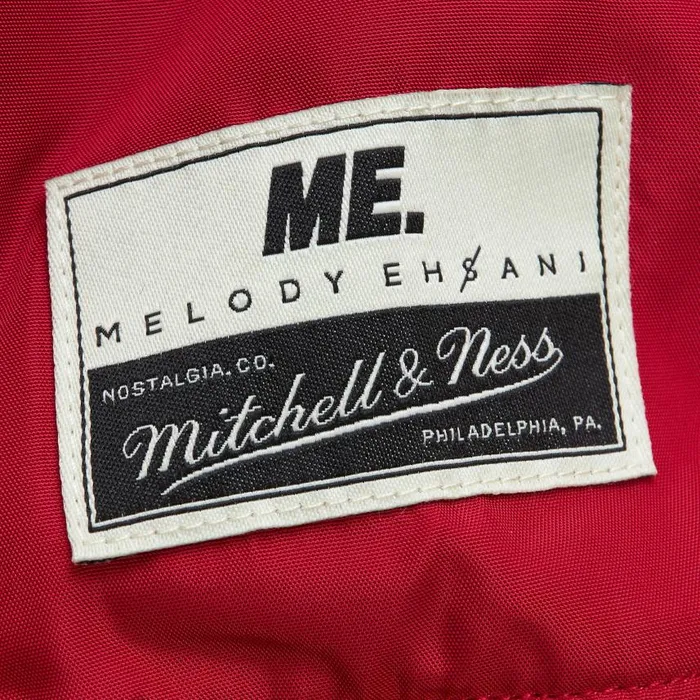 ME.
MELODY EHSANI
NOSTALGIA. CO.
Mitchell & Ness
PHILADELPHIA, PA.